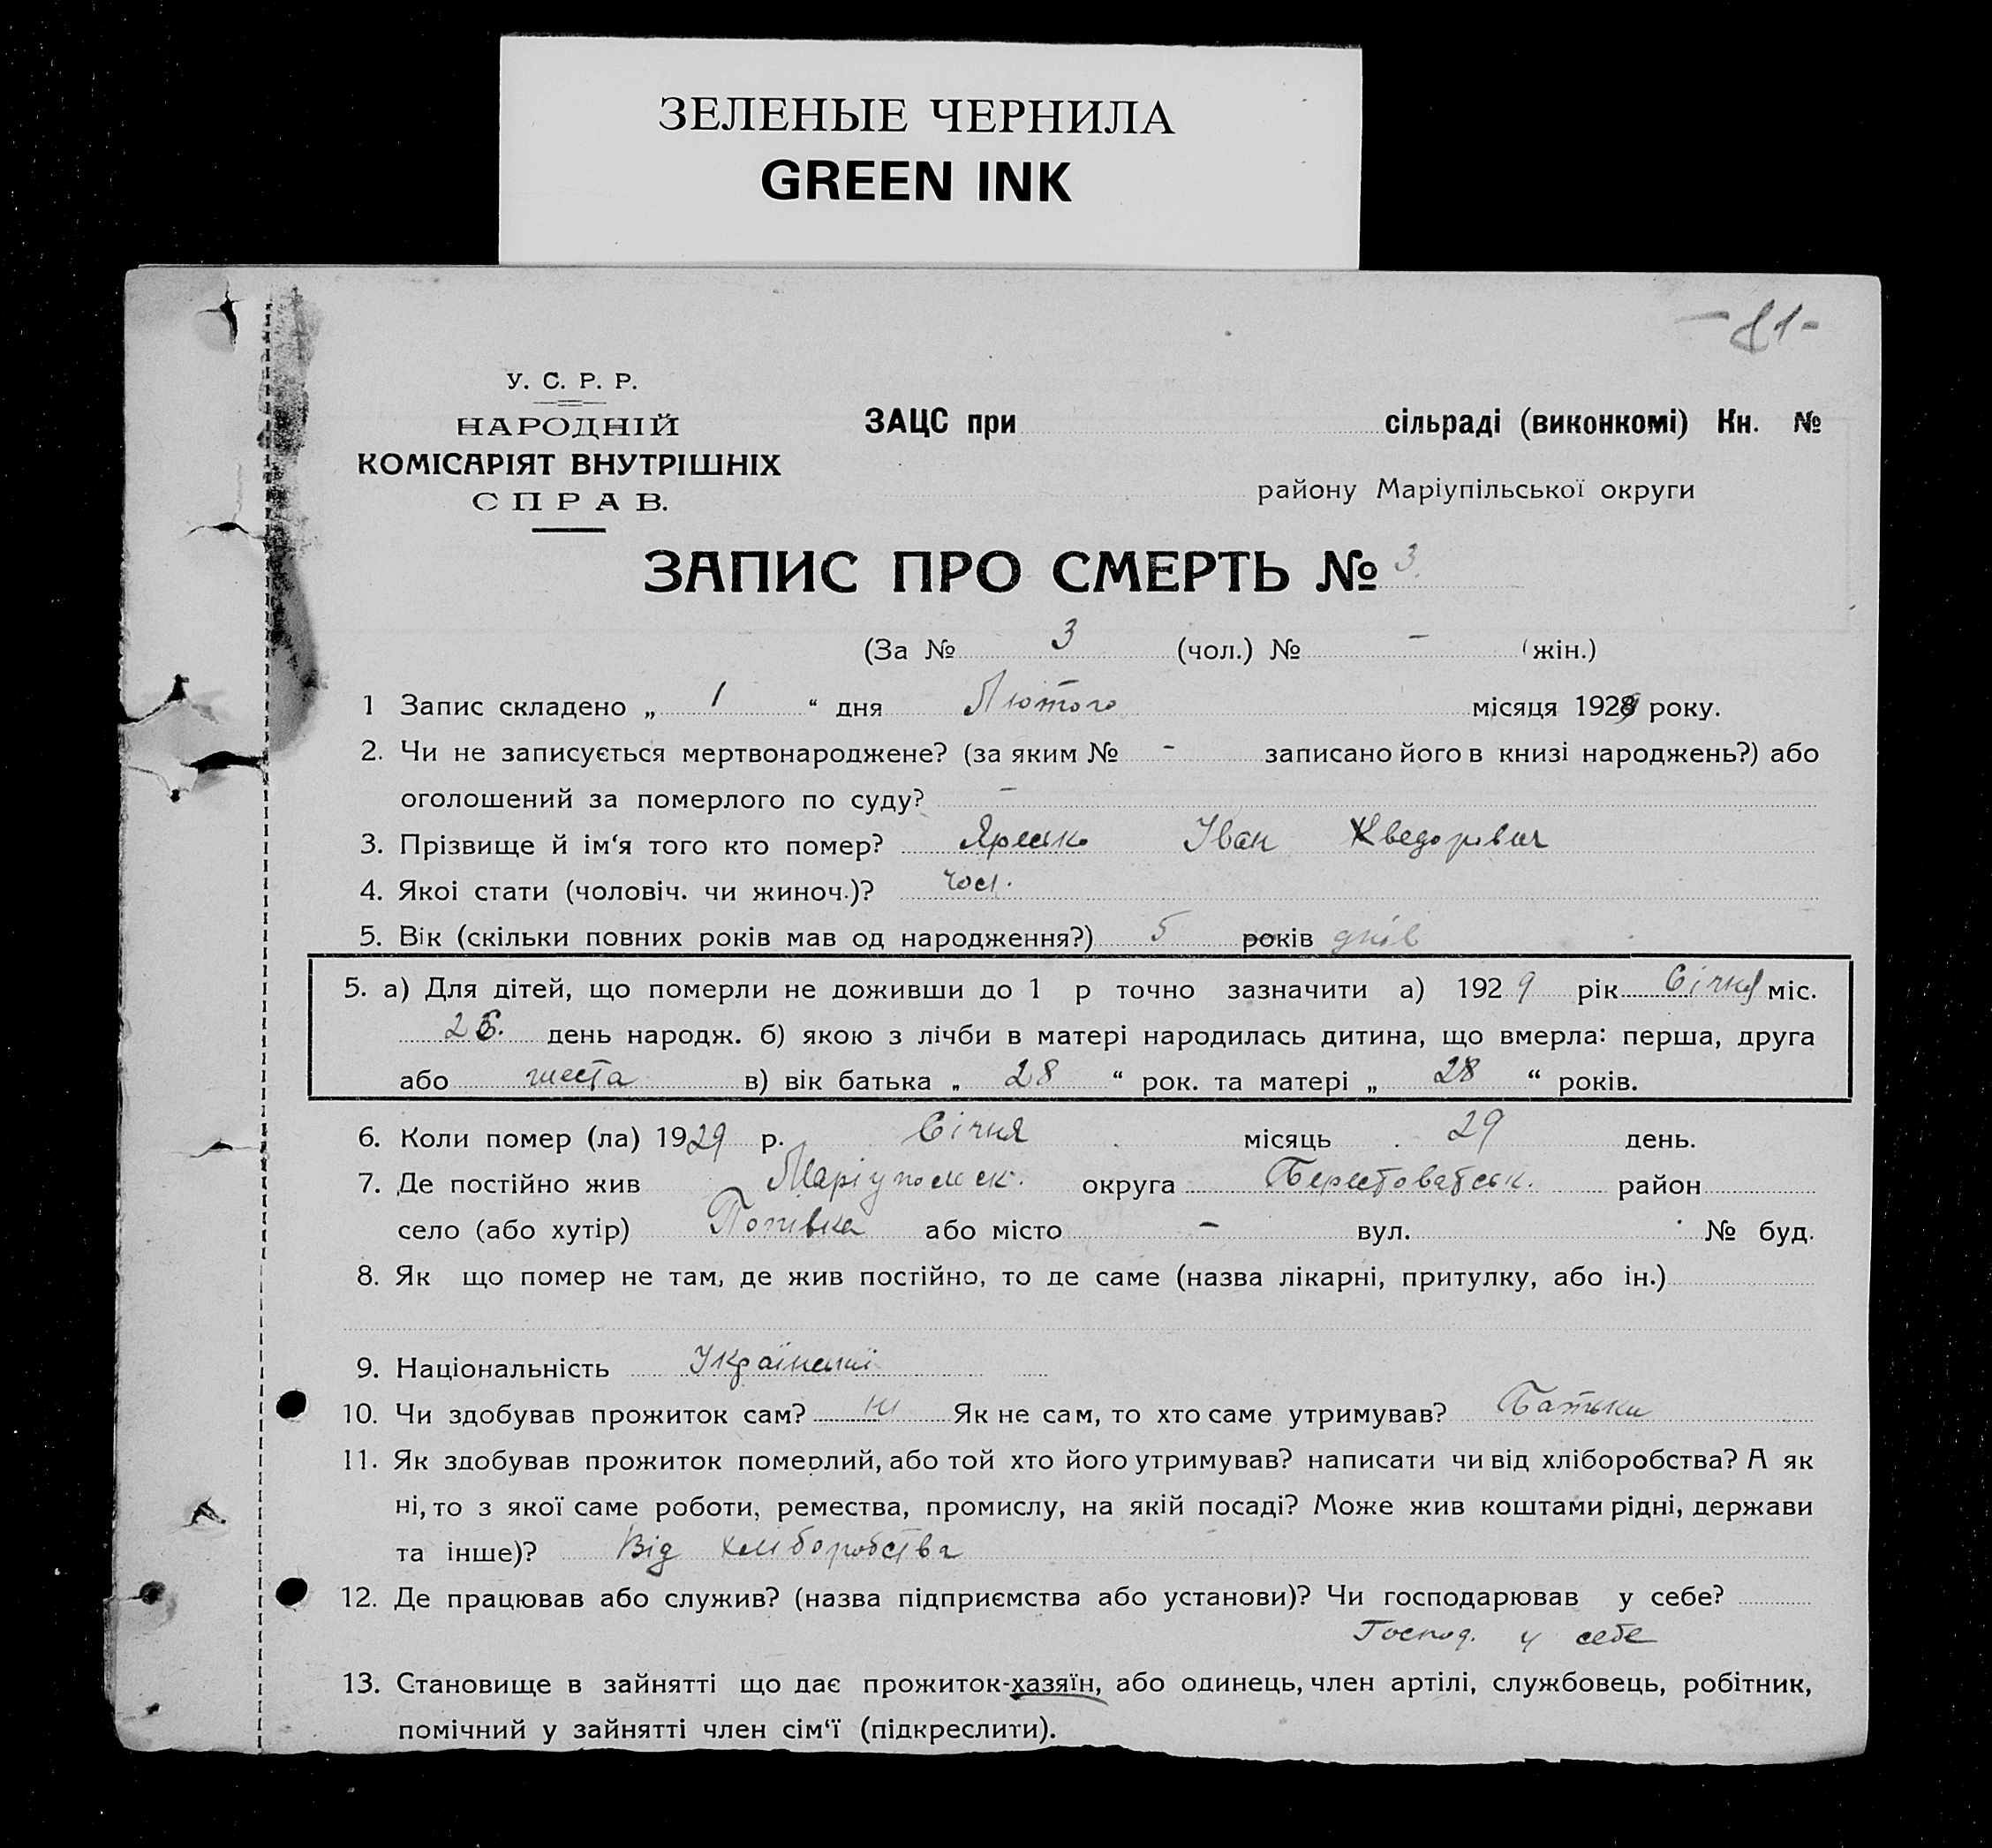 ЗЕЛЕНЫЕ ЧЕРНИЛА
GREEN INK
У. С. Р. Р.
НАРОДНІЙ
КОМІСАРІЯТ ВНУТРІШНІХ
СПРАВ.
ЗАЦС при сільраді (виконкомі) Кн. №
району Маріупільської округи
ЗАПИС ПРО СМЕРТЬ № 3
(За № 3 (чол.) № - (жін.)
1 Запис складено „ 1 “ дня Лютого місяця 1929 року.
2. Чи не записується мертвонароджене? (за яким № - записано його в книзі народжень?) або
оголошений за померлого по суду? -
3. Прізвище й ім‘я того кто помер? Іван Хведорович
4. Якої стати (чоловіч. чи жиноч.)? чол.
5. Вік (скільки повних років мав од народження?) 5 років днів
5. а) Для дітей, що померли не доживши до 1 р точно зазначити а) 1929 рік Січня міс.
день народж. б) якою з лічби в матері народилась дитина, що вмерла: перша, друга
або шеста в) вік батька „ 28 “ рок. та матері „ 28 “ років.
6. Коли помер (ла) 1929 р. Січня місяць 29 день.
7. Де постійно жив Маріупольск. округа Берестоватськ. район
село (або хутір) Попівка або місто - вул. № буд.
8. Як що помер не там, де жив постійно, то де саме (назва лікарні, притулку, або ін.)
9. Національність
10. Чи здобував прожиток сам? ні Як не сам, то хто саме утримував? Батьки
11. Як здобував прожиток померлий, або той хто його утримував? написати чи від хліборобства? А як
ні, то з якої саме роботи, ремества, промислу, на якій посаді? Може жив коштами рідні, держави
та інше)? Від хліборобства
12. Де працював або служив? (назва підприємства або установи)? Чи господарював у себе?
Господ. у себе
13. Становище в зайнятті що дає прожиток-хазяїн, або одинець, член артілі, службовець, робітник,
помічний у зайнятті член сім‘ї (підкреслити).